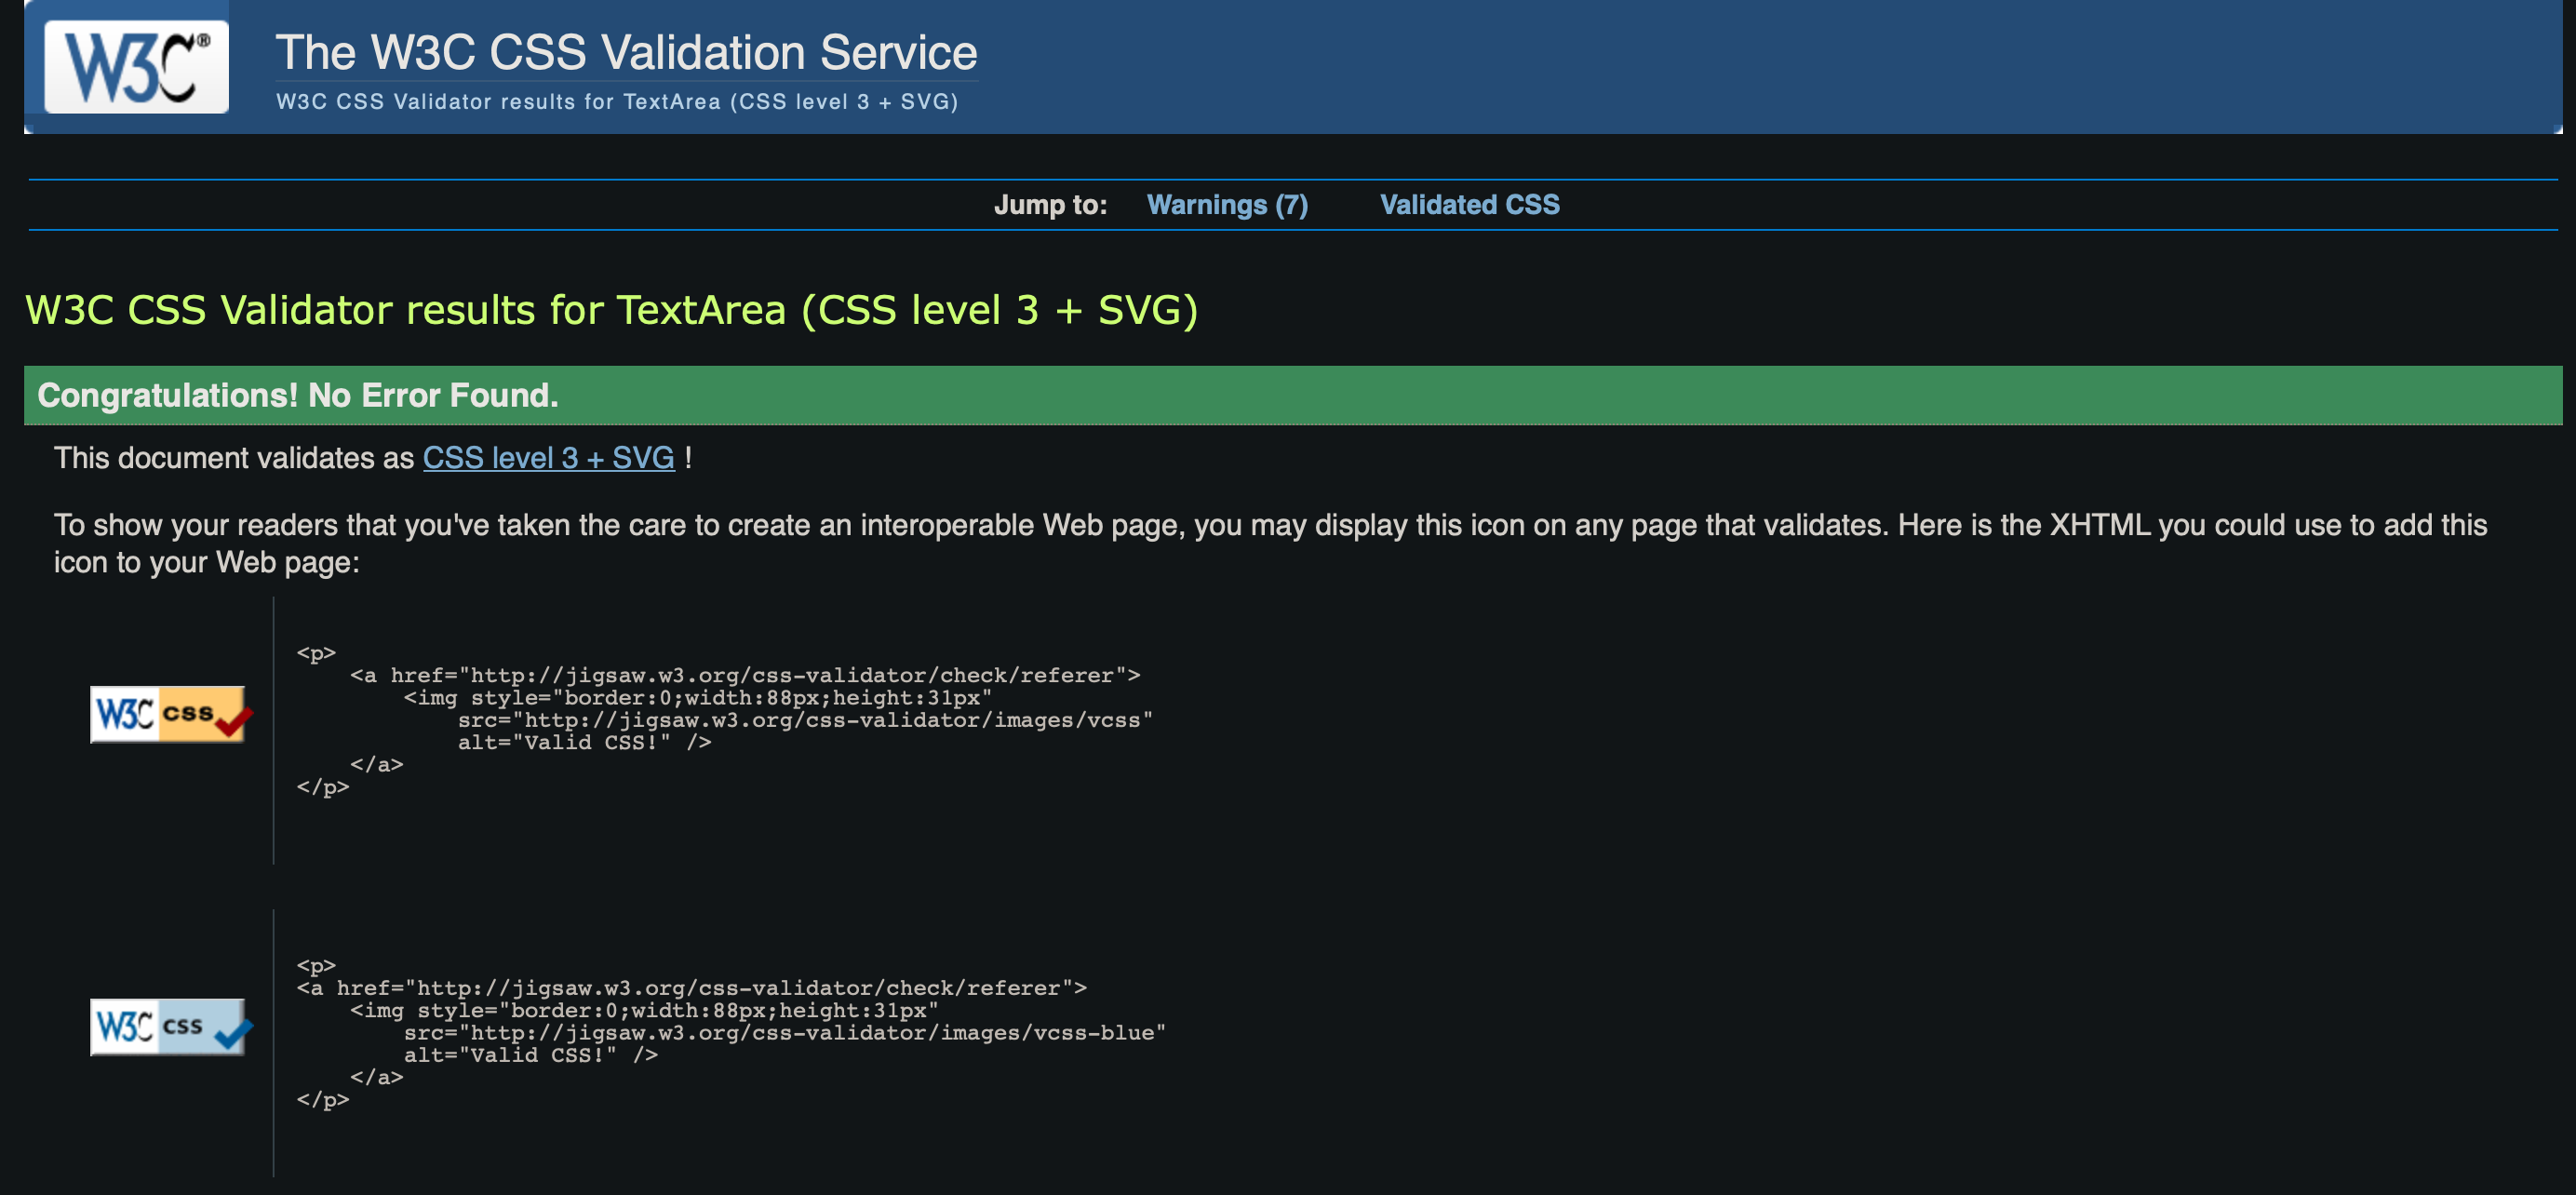 W3C®
The W3C CSS Validation Service
W3C CSS Validator results for TextArea (CSS level 3 + SVG)
Jump to: Warnings (7) Validated CSS
W3C CSS Validator results for TextArea (CSS level 3 + SVG)
Congratulations! No Error Found.
This document validates as CSS level 3 + SVG !
To show your readers that you've taken the care to create an interoperable Web page, you may display this icon on any page that validates. Here is the XHTML you could use to add this
icon to your Web page:
W3C css
<p>
    <a href="http://jigsaw.w3.org/css-validator/check/referer">
        <img style="border:0;width:88px;height:31px"
            src="http://jigsaw.w3.org/css-validator/images/vcss"
            alt="Valid CSS!" />
    </a>
</p>
W3C css
<p>
<a href="http://jigsaw.w3.org/css-validator/check/referer">
    <img style="border:0;width:88px;height:31px"
        src="http://jigsaw.w3.org/css-validator/images/vcss-blue"
        alt="Valid CSS!" />
    </a>
</p>